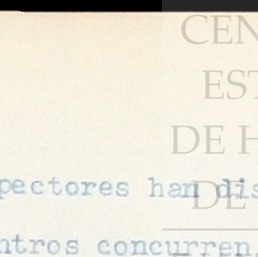 CEN
EST
DE H
pectores han dis
DE
ntros concurren